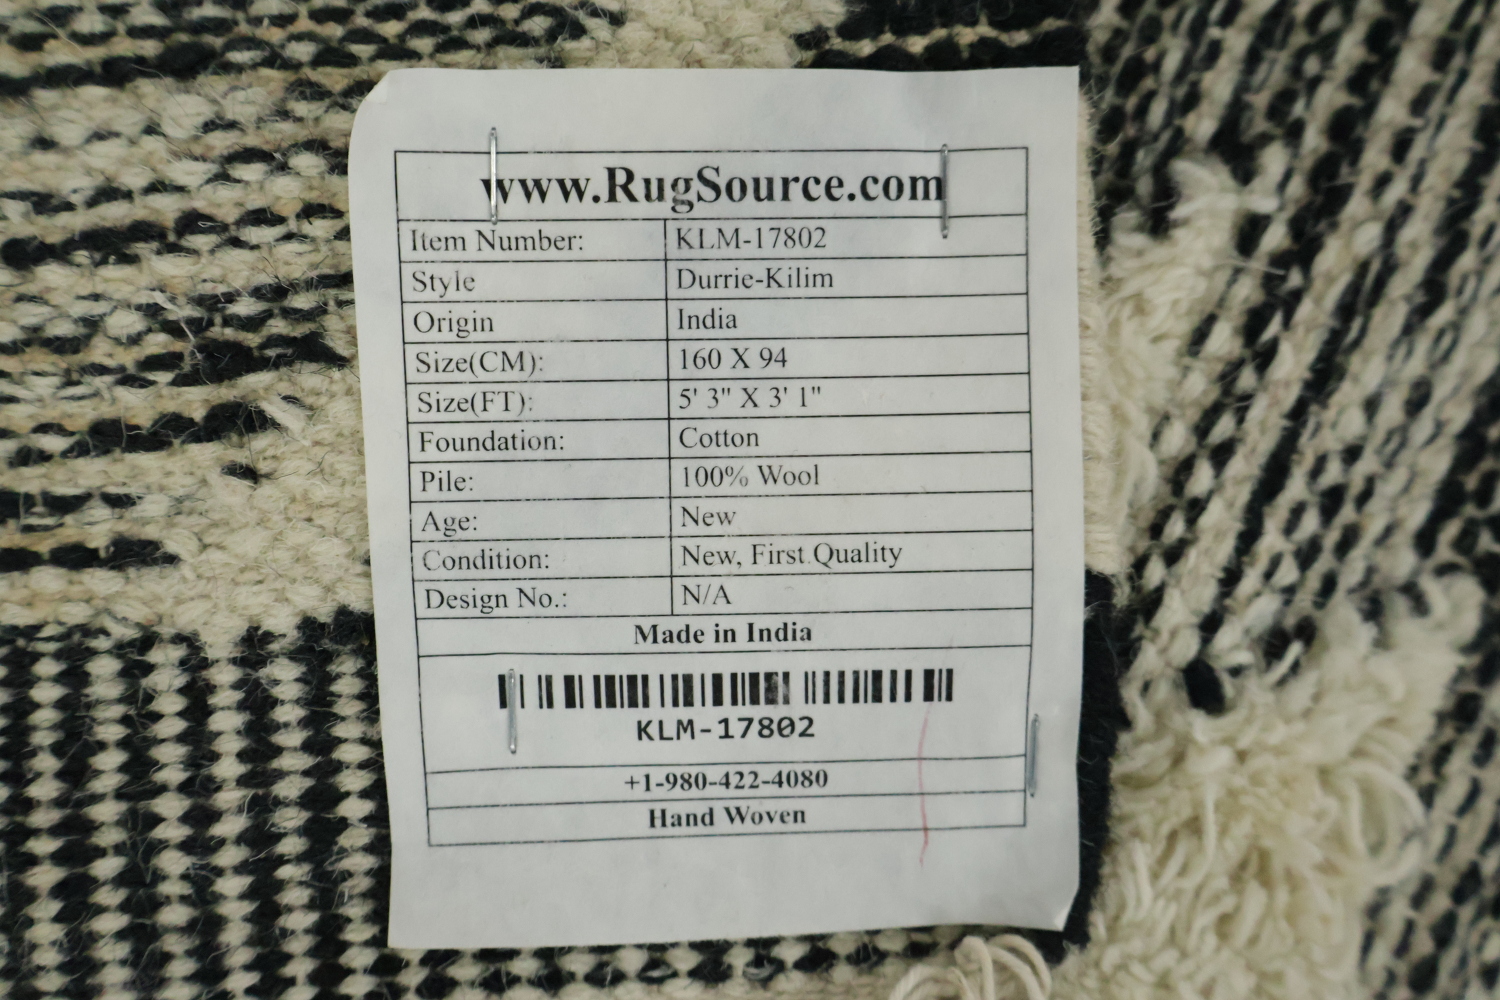 www.RugSource.com
Item Number: KLM-17802
Style Durrie-Kilim
Origin India
Size(CM): 160 X 94
Size(FT): 5' 3" X 3' 1"
Foundation: Cotton
Pile: 100% Wool
Age: New
Condition: New, First Quality
Design No.: N/A
Made in India
KLM-17802
+1-980-422-4080
Hand Woven